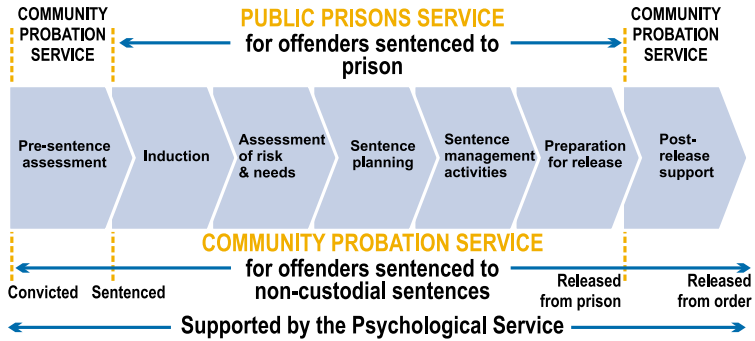 COMMUNITY
PROBATION
SERVICE
PUBLIC PRISONS SERVICE
for offenders sentenced to
prison
COMMUNITY
PROBATION
SERVICE
Pre-sentence
assessment
Induction
Assessment
of risk
& needs
Sentence
planning
Sentence
management
activities
Preparation
for release
Post-
release
support
COMMUNITY PROBATION SERVICE
for offenders sentenced to
non-custodial sentences
Convicted
Sentenced
Released
from prison
Released
from order
Supported by the Psychological Service